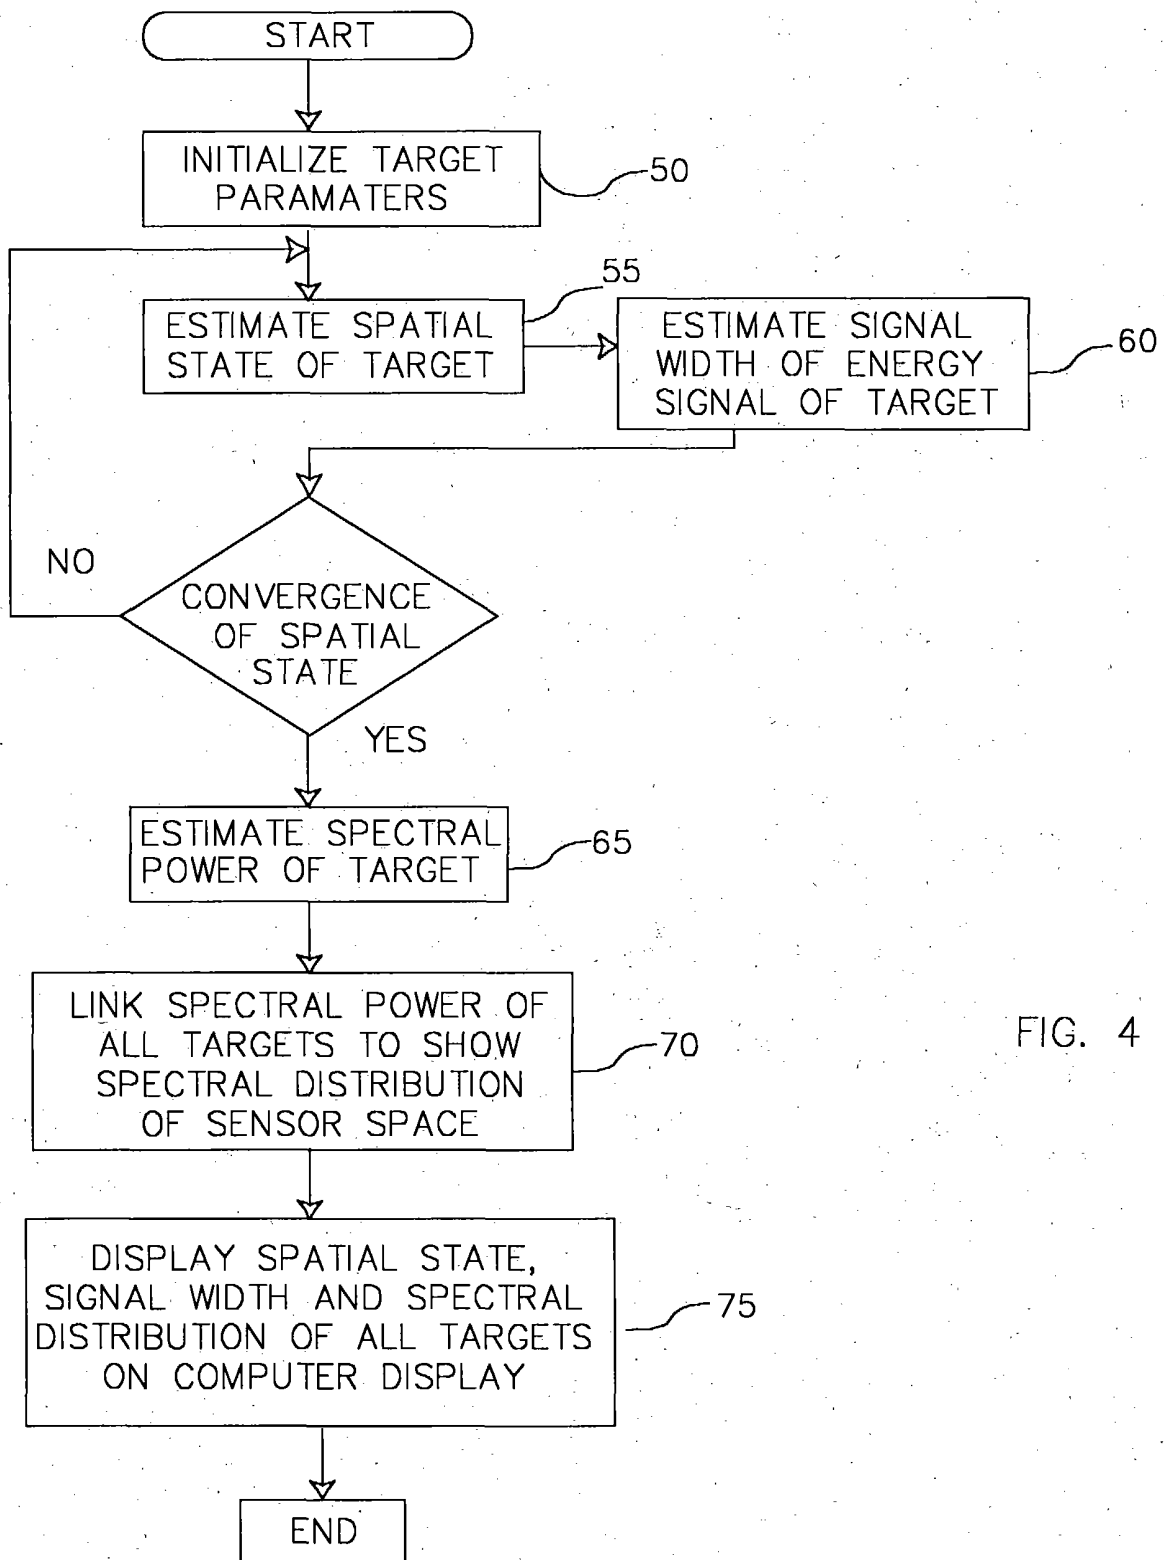 START
INITIALIZE TARGET
PARAMATERS
50
55
ESTIMATE SPATIAL
STATE OF TARGET
ESTIMATE SIGNAL
WIDTH OF ENERGY
SIGNAL OF TARGET
60
NO
CONVERGENCE
OF SPATIAL
STATE
YES
ESTIMATE SPECTRAL
POWER OF TARGET
65
LINK SPECTRAL POWER OF
ALL TARGETS TO SHOW
SPECTRAL DISTRIBUTION
OF SENSOR SPACE
70
FIG. 4
DISPLAY SPATIAL STATE,
SIGNAL WIDTH AND SPECTRAL
DISTRIBUTION OF ALL TARGETS
ON COMPUTER DISPLAY
75
END